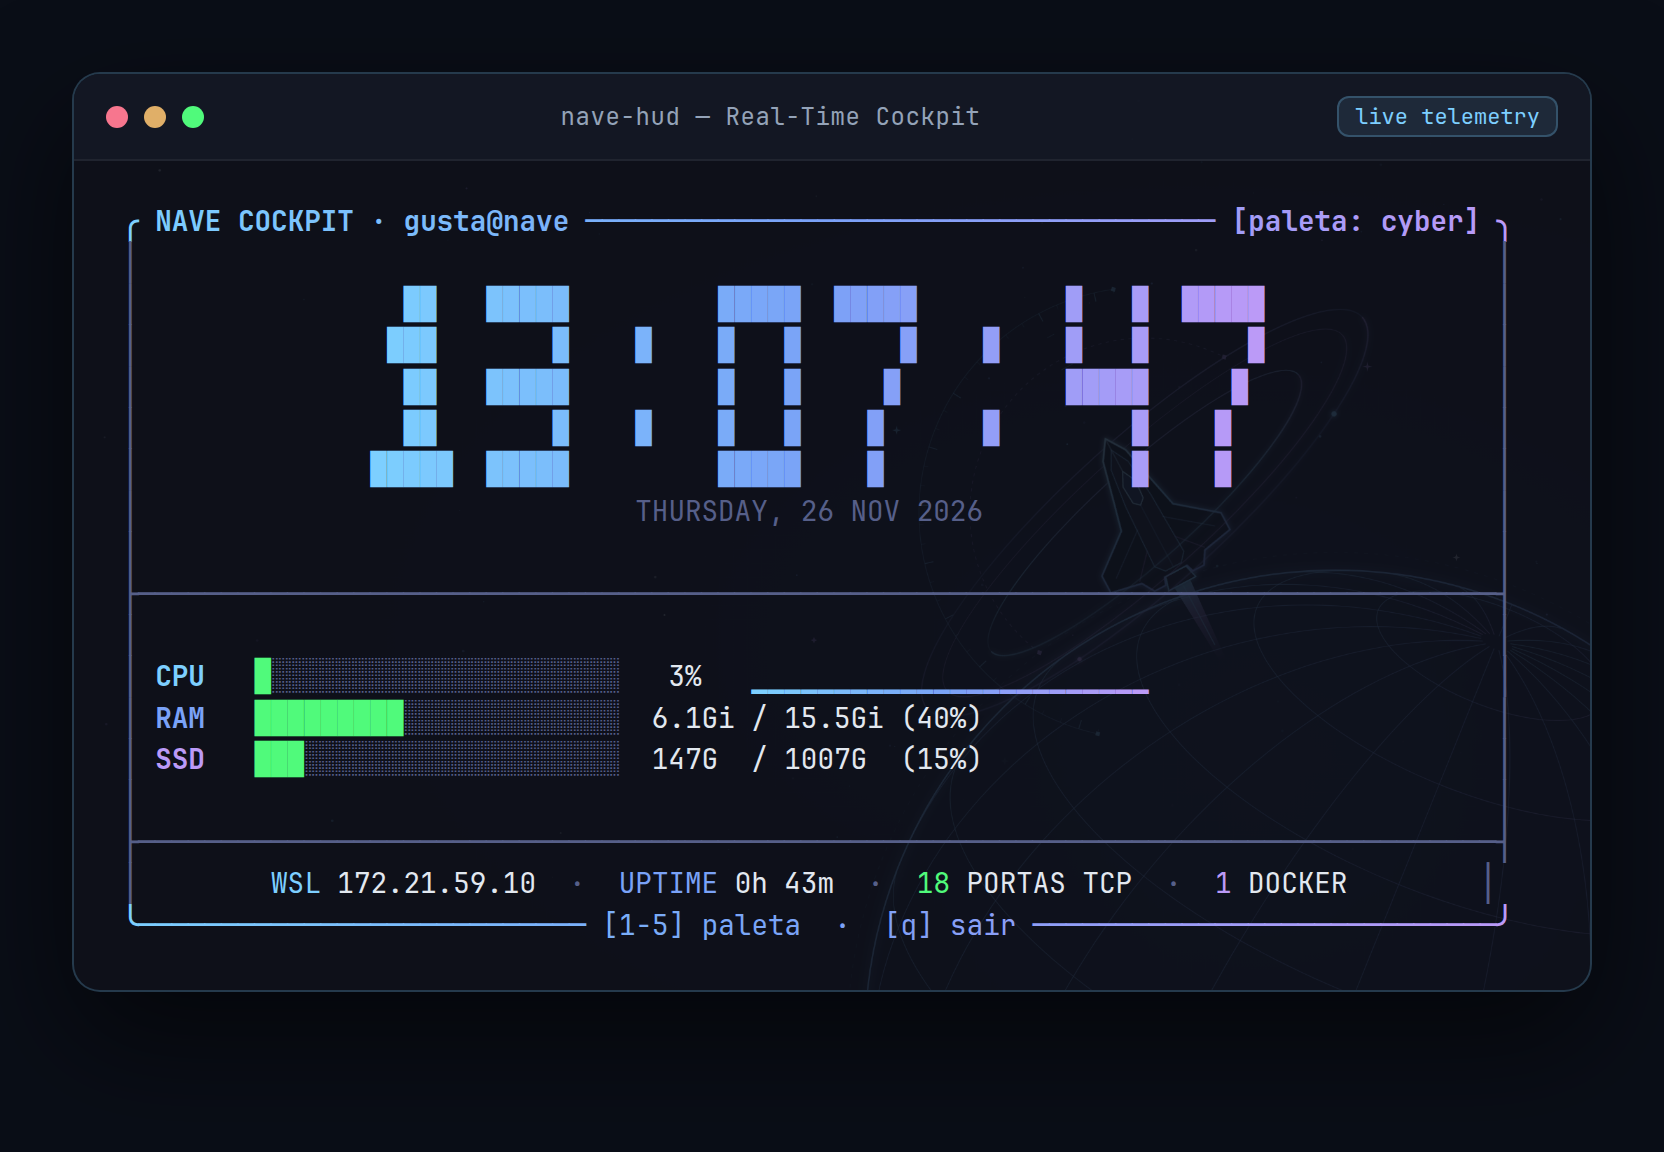 nave-hud — Real-Time Cockpit
live telemetry
NAVE COCKPIT · gusta@nave [paleta: cyber]
13:07:47
THURSDAY, 26 NOV 2026
CPU 3%
RAM 6.1Gi / 15.5Gi (40%)
SSD 147G / 1007G (15%)
WSL 172.21.59.10 · UPTIME 0h 43m · 18 PORTAS TCP · 1 DOCKER
[1-5] paleta · [q] sair